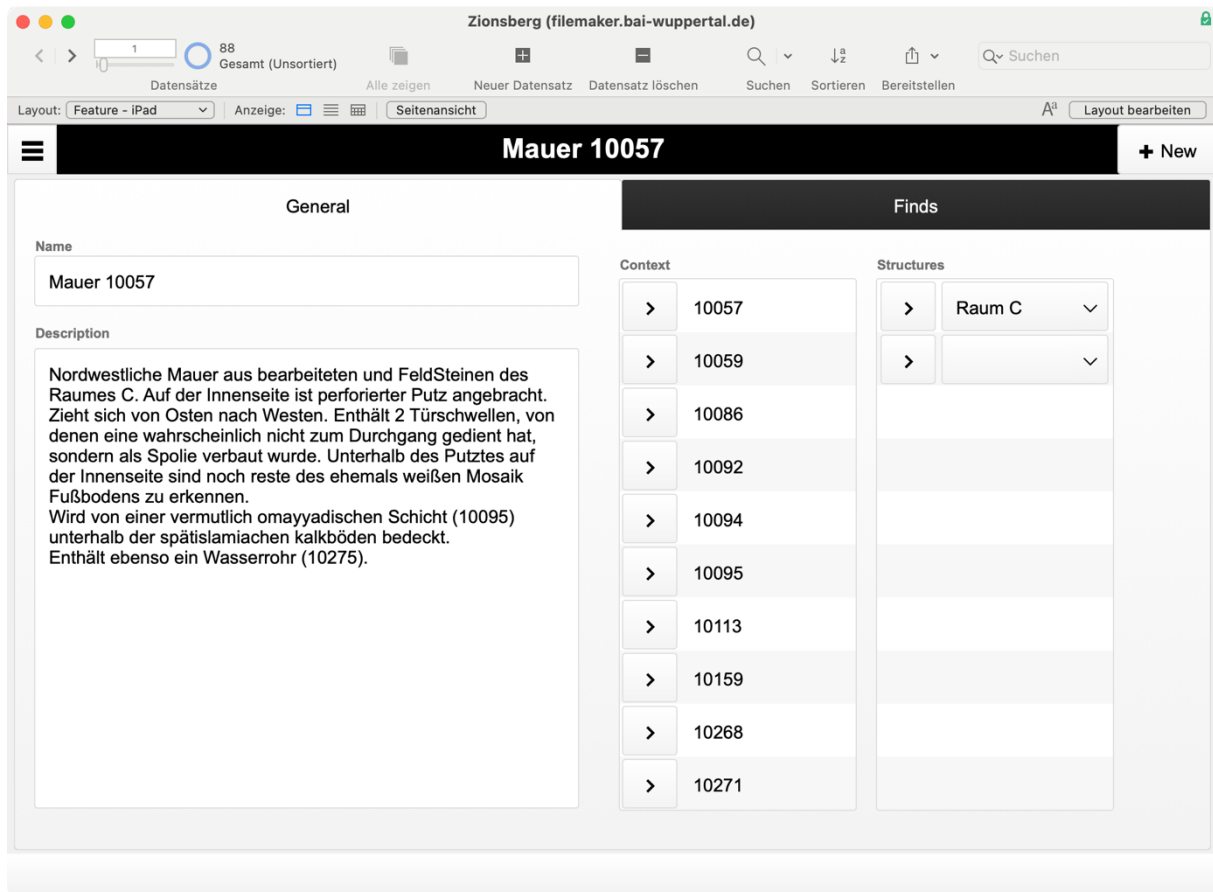 Zionsberg (filemaker.bai-wuppertal.de)
1
88
Gesamt (Unsortiert)
Suchen
Datensätze
Alle zeigen
Neuer Datensatz
Datensatz löschen
Suchen
Sortieren
Bereitstellen
Layout: Feature - iPad
Anzeige:
Seitenansicht
Aa
Layout bearbeiten
Mauer 10057
+ New
General
Finds
Name
Mauer 10057
Description
Nordwestliche Mauer aus bearbeiteten und FeldSteinen des
Raumes C. Auf der Innenseite ist perforierter Putz angebracht.
Zieht sich von Osten nach Westen. Enthält 2 Türschwellen, von
denen eine wahrscheinlich nicht zum Durchgang gedient hat,
sondern als Spolie verbaut wurde. Unterhalb des Putztes auf
der Innenseite sind noch reste des ehemals weißen Mosaik
Fußbodens zu erkennen.
Wird von einer vermutlich omayyadischen Schicht (10095)
unterhalb der spätislamiachen kalkböden bedeckt.
Enthält ebenso ein Wasserrohr (10275).
Context
10057
10059
10086
10092
10094
10095
10113
10159
10268
10271
Structures
Raum C